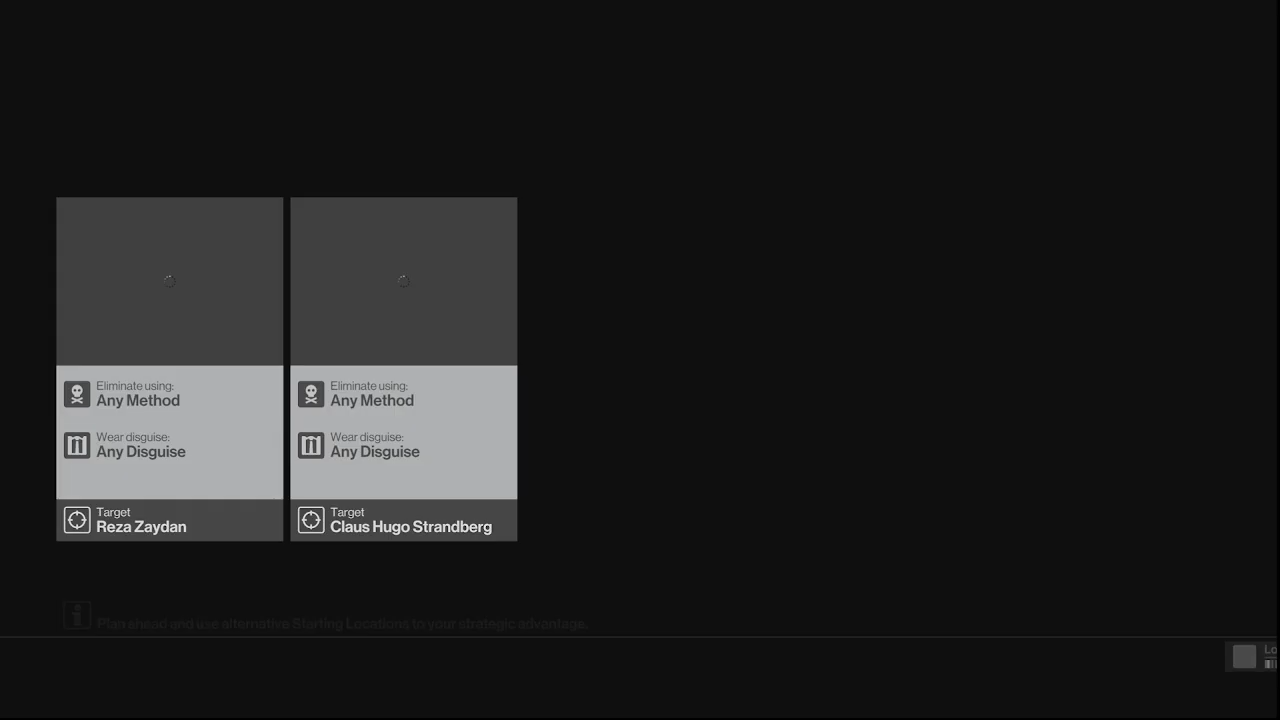 Eliminate using:
Any Method
Wear disguise:
Any Disguise
Target
Reza Zaydan
Eliminate using:
Any Method
Wear disguise:
Any Disguise
Target
Claus Hugo Strandberg
Plan ahead and use alternative Starting Locations to your strategic advantage.
Lo